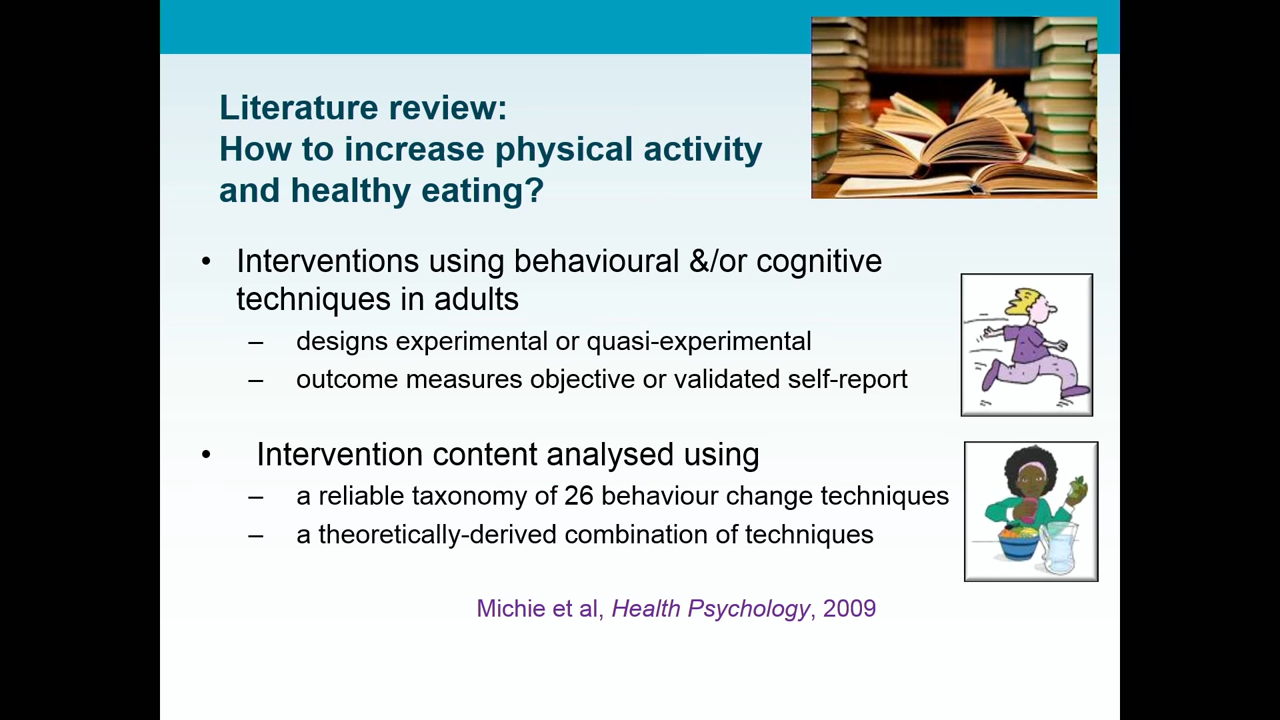 Literature review:
How to increase physical activity
and healthy eating?
• Interventions using behavioural &/or cognitive
techniques in adults
– designs experimental or quasi-experimental
– outcome measures objective or validated self-report
• Intervention content analysed using
– a reliable taxonomy of 26 behaviour change techniques
– a theoretically-derived combination of techniques
Michie et al, Health Psychology, 2009